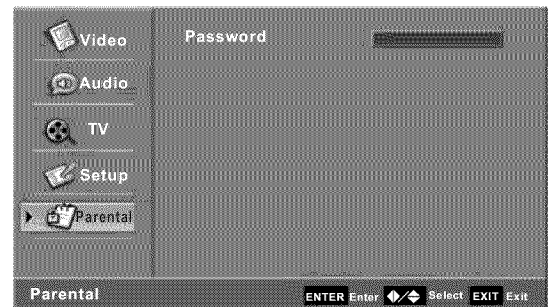 Video
Audio
TV
Setup
Parental
Password
Parental
ENTER Enter Select EXIT Exit